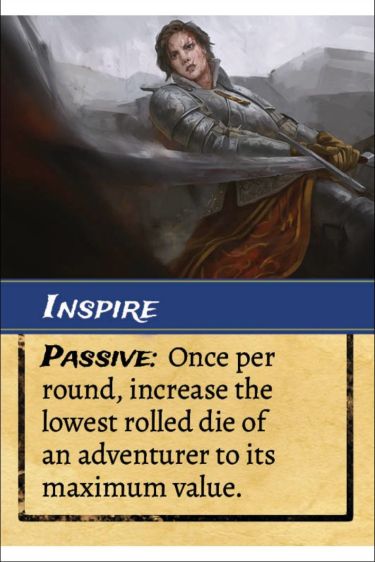 Inspire
Passive: Once per
round, increase the
lowest rolled die of
an adventurer to its
maximum value.